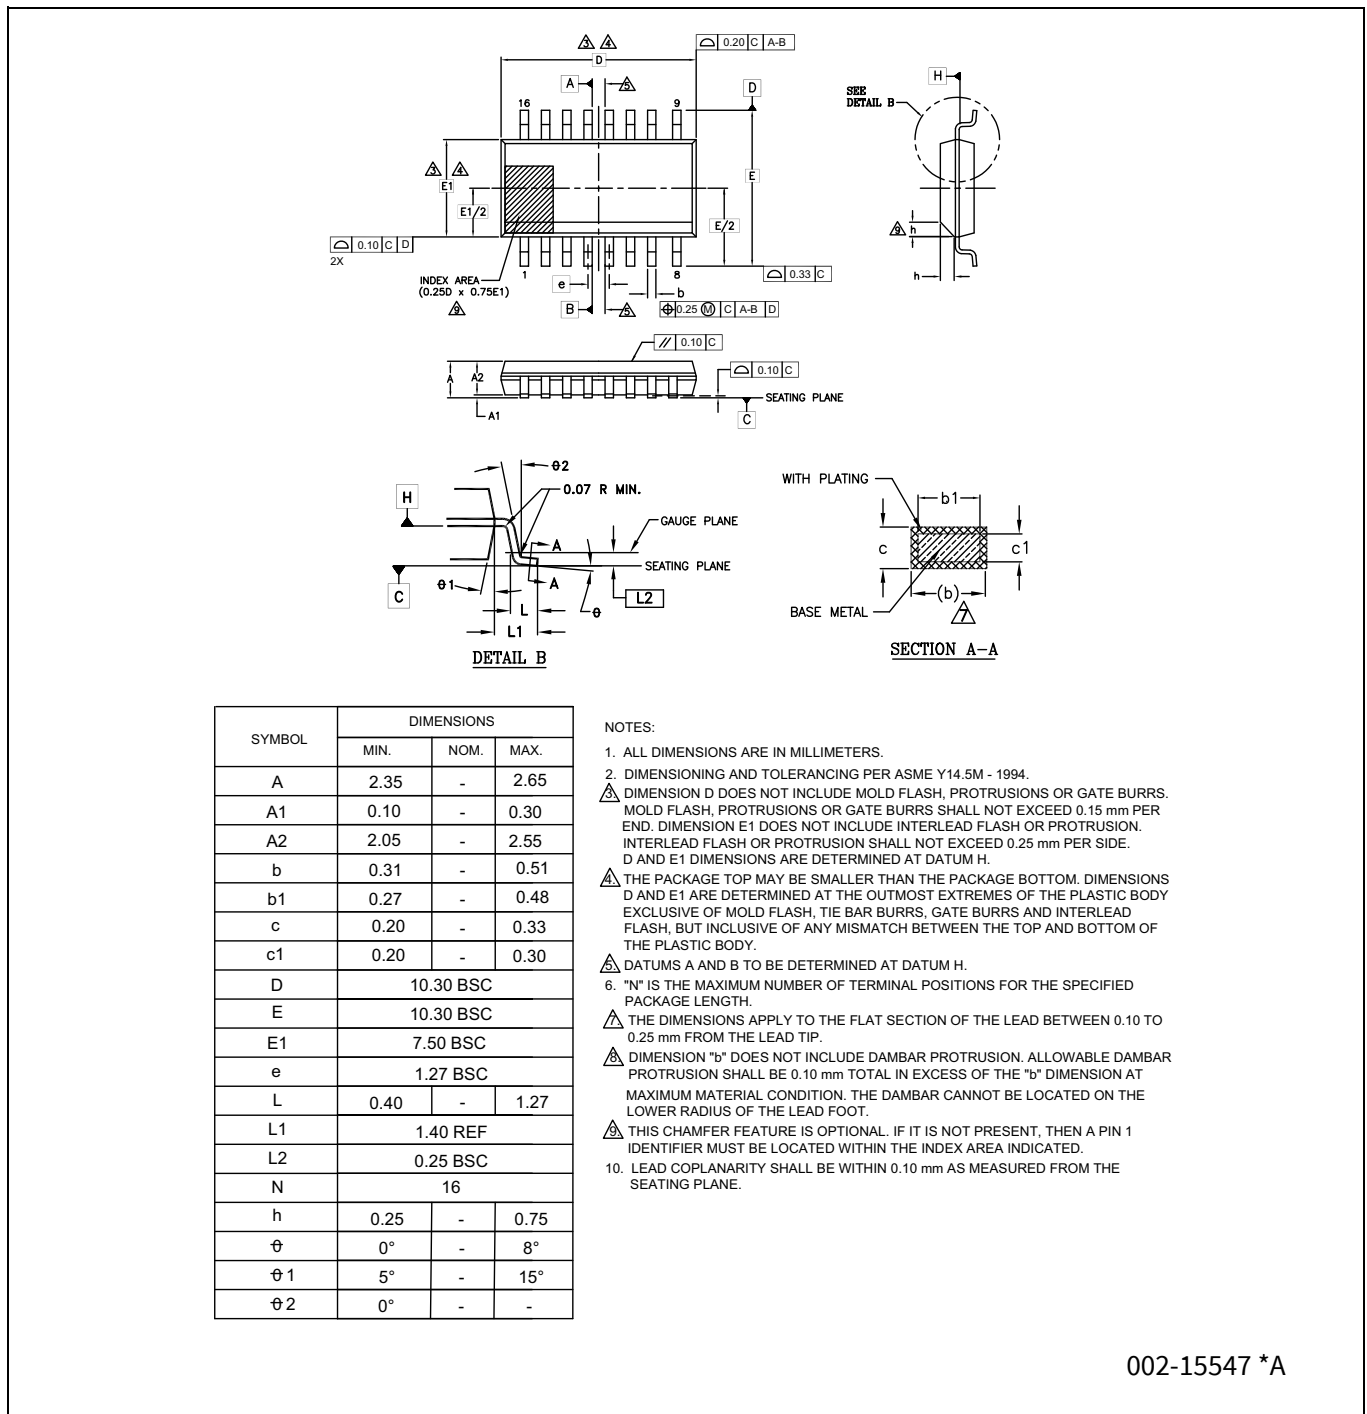 3 4
D
⌓ 0.20 C A-B
A
5
D
16
9
3 4
E1
E1/2
E
E/2
⌓ 0.10 C D
2X
1
8
⌓ 0.33 C
INDEX AREA
(0.25D x 0.75E1)
9
e
b
B
5
⌖ 0.25 Ⓜ C A-B D
H
SEE
DETAIL B
9 h
h
// 0.10 C
A
A2
A1
⌓ 0.10 C
SEATING PLANE
C
θ2
0.07 R MIN.
H
GAUGE PLANE
A
SEATING PLANE
C
θ1
A
L2
L
θ
L1
DETAIL B
WITH PLATING
b1
c
c1
(b)
7
BASE METAL
SECTION A-A
SYMBOL
DIMENSIONS
MIN. NOM. MAX.
A 2.35 - 2.65
A1 0.10 - 0.30
A2 2.05 - 2.55
b 0.31 - 0.51
b1 0.27 - 0.48
c 0.20 - 0.33
c1 0.20 - 0.30
D 10.30 BSC
E 10.30 BSC
E1 7.50 BSC
e 1.27 BSC
L 0.40 - 1.27
L1 1.40 REF
L2 0.25 BSC
N 16
h 0.25 - 0.75
θ 0° - 8°
θ 1 5° - 15°
θ 2 0° - -
NOTES:
1. ALL DIMENSIONS ARE IN MILLIMETERS.
2. DIMENSIONING AND TOLERANCING PER ASME Y14.5M - 1994.
3. DIMENSION D DOES NOT INCLUDE MOLD FLASH, PROTRUSIONS OR GATE BURRS.
MOLD FLASH, PROTRUSIONS OR GATE BURRS SHALL NOT EXCEED 0.15 mm PER
END. DIMENSION E1 DOES NOT INCLUDE INTERLEAD FLASH OR PROTRUSION.
INTERLEAD FLASH OR PROTRUSION SHALL NOT EXCEED 0.25 mm PER SIDE.
D AND E1 DIMENSIONS ARE DETERMINED AT DATUM H.
4. THE PACKAGE TOP MAY BE SMALLER THAN THE PACKAGE BOTTOM. DIMENSIONS
D AND E1 ARE DETERMINED AT THE OUTMOST EXTREMES OF THE PLASTIC BODY
EXCLUSIVE OF MOLD FLASH, TIE BAR BURRS, GATE BURRS AND INTERLEAD
FLASH, BUT INCLUSIVE OF ANY MISMATCH BETWEEN THE TOP AND BOTTOM OF
THE PLASTIC BODY.
5. DATUMS A AND B TO BE DETERMINED AT DATUM H.
6. "N" IS THE MAXIMUM NUMBER OF TERMINAL POSITIONS FOR THE SPECIFIED
PACKAGE LENGTH.
7. THE DIMENSIONS APPLY TO THE FLAT SECTION OF THE LEAD BETWEEN 0.10 TO
0.25 mm FROM THE LEAD TIP.
8. DIMENSION "b" DOES NOT INCLUDE DAMBAR PROTRUSION. ALLOWABLE DAMBAR
PROTRUSION SHALL BE 0.10 mm TOTAL IN EXCESS OF THE "b" DIMENSION AT
MAXIMUM MATERIAL CONDITION. THE DAMBAR CANNOT BE LOCATED ON THE
LOWER RADIUS OF THE LEAD FOOT.
9. THIS CHAMFER FEATURE IS OPTIONAL. IF IT IS NOT PRESENT, THEN A PIN 1
IDENTIFIER MUST BE LOCATED WITHIN THE INDEX AREA INDICATED.
10. LEAD COPLANARITY SHALL BE WITHIN 0.10 mm AS MEASURED FROM THE
SEATING PLANE.
002-15547 *A